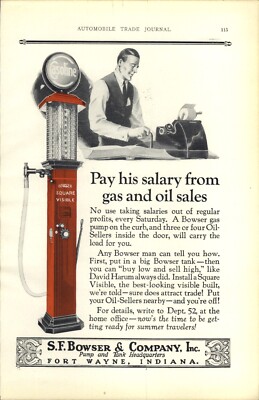 AUTOMOBILE TRADE JOURNAL 115
Gasoline
SQUARE
VISIBLE
Pay his salary from
gas and oil sales
No use taking salaries out of regular
profits, every Saturday. A Bowser gas
pump on the curb, and three or four Oil-
Sellers inside the door, will carry the
load for you.
Any Bowser man can tell you how.
First, put in a big Bowser tank—then
you can "buy low and sell high," like
David Harum always did. Install a Square
Visible, the best-looking visible built,
we're told—sure does attract trade! Put
your Oil-Sellers nearby—and you're off!
For details, write to Dept. 52, at the
home office—now's the time to be get-
ting ready for summer travelers!
S.F. BOWSER & COMPANY, Inc.
Pump and Tank Headquarters
FORT WAYNE, INDIANA.